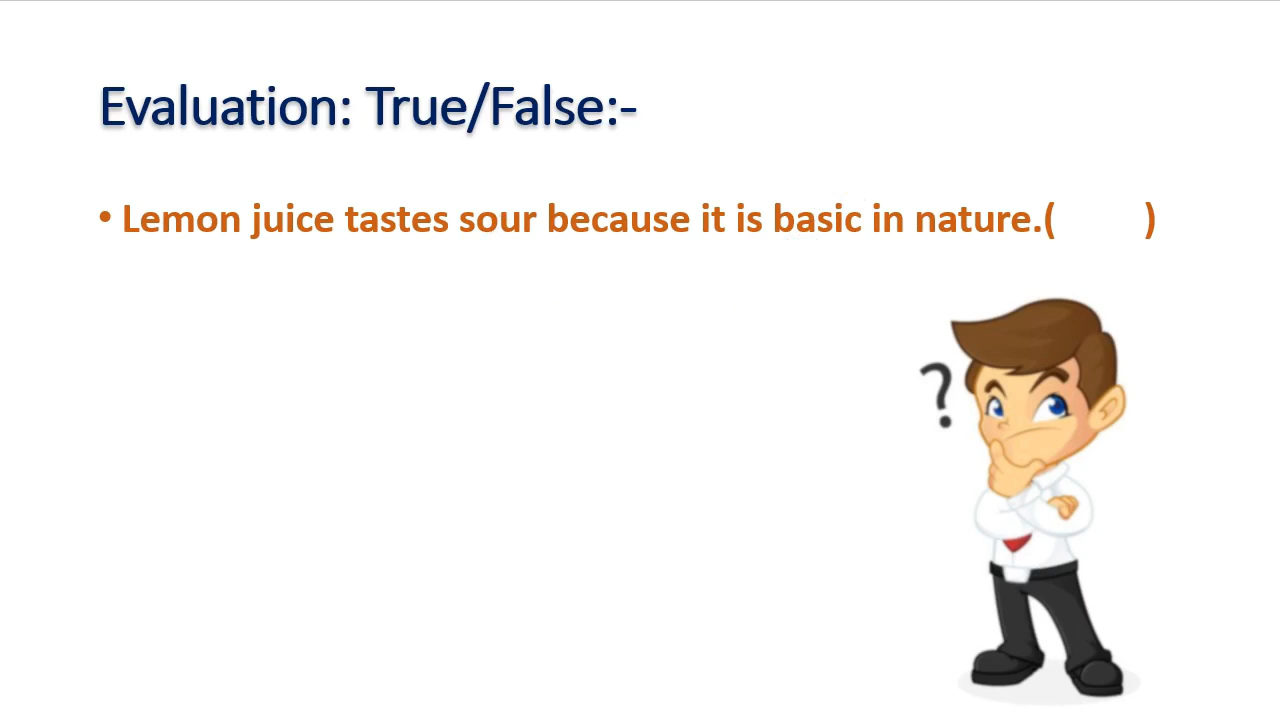 Evaluation: True/False:-
• Lemon juice tastes sour because it is basic in nature.( )
?